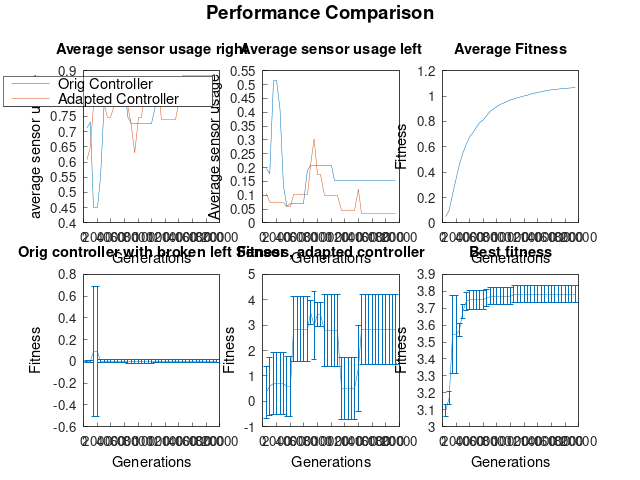 Performance Comparison
Average sensor usage right
Average sensor usage left
Average Fitness
Orig Controller
Adapted Controller
average sensor u
0.9
0.75
0.7
0.65
0.6
0.55
0.5
0.45
0.4
Generations
Average sensor usage
0.55
0.5
0.45
0.4
0.35
0.3
0.25
0.2
0.15
0.1
0.05
0
Generations
Fitness
1.2
1
0.8
0.6
0.4
0.2
0
Generations
Orig controller with broken left
Fitness, adapted controller
Best fitness
Fitness
0.8
0.6
0.4
0.2
0
-0.2
-0.4
-0.6
Generations
Fitness
5
4
3
2
1
0
-1
Generations
Fitness
3.9
3.8
3.7
3.6
3.5
3.4
3.3
3.2
3.1
3
Generations